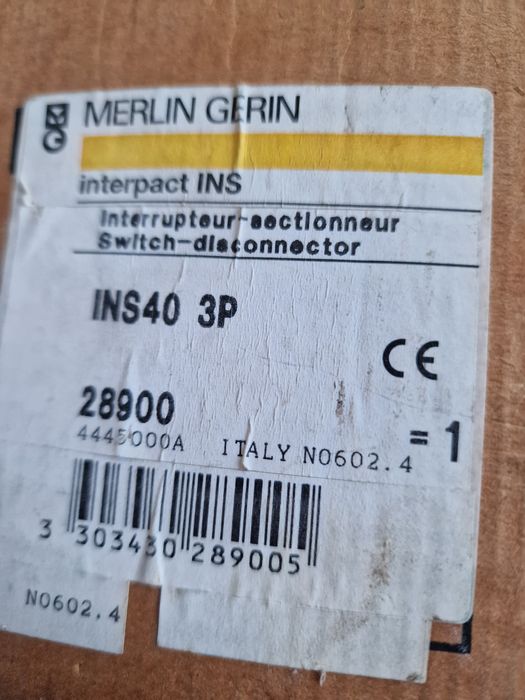 MG MERLIN GERIN
interpact INS
Interrupteur-sectionneur
Switch-disconnector
INS40 3P
CE
28900
= 1
4445000A ITALY N0602.4
3 303430 289005
N0602.4